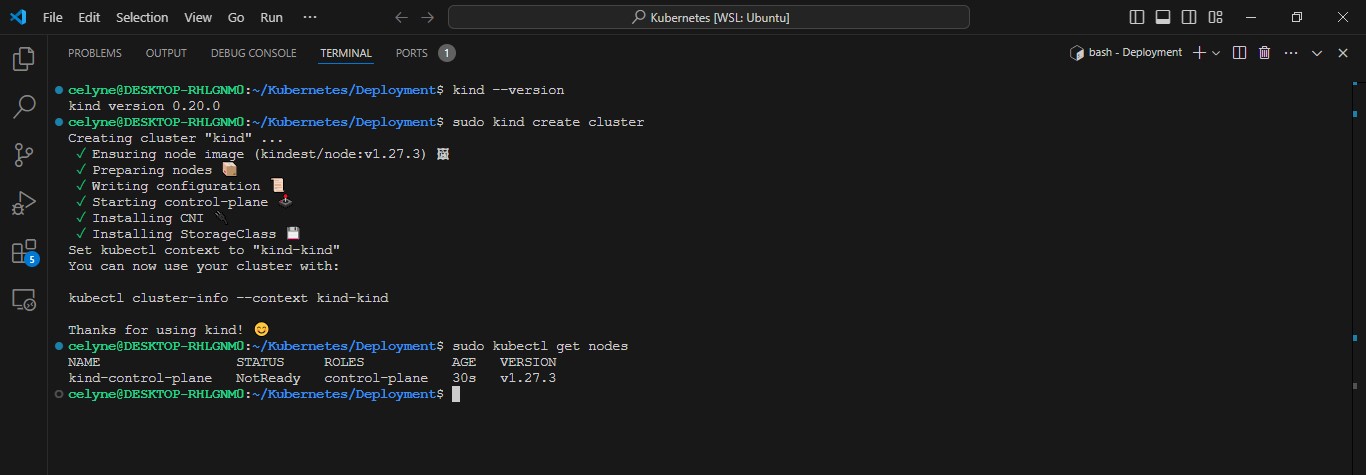 File Edit Selection View Go Run ···
Kubernetes [WSL: Ubuntu]
PROBLEMS OUTPUT DEBUG CONSOLE TERMINAL PORTS 1
bash - Deployment
celyne@DESKTOP-RHLGNM0:~/Kubernetes/Deployment$ kind --version
kind version 0.20.0
celyne@DESKTOP-RHLGNM0:~/Kubernetes/Deployment$ sudo kind create cluster
Creating cluster "kind" ...
✓ Ensuring node image (kindest/node:v1.27.3) 🖼
✓ Preparing nodes 📦
✓ Writing configuration 📜
✓ Starting control-plane 🕹️
✓ Installing CNI 🔌
✓ Installing StorageClass 💾
Set kubectl context to "kind-kind"
You can now use your cluster with:
kubectl cluster-info --context kind-kind
Thanks for using kind! 😊
celyne@DESKTOP-RHLGNM0:~/Kubernetes/Deployment$ sudo kubectl get nodes
NAME STATUS ROLES AGE VERSION
kind-control-plane NotReady control-plane 30s v1.27.3
celyne@DESKTOP-RHLGNM0:~/Kubernetes/Deployment$
5